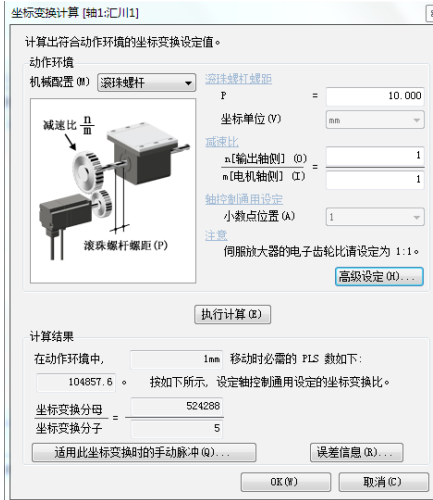 坐标变换计算 [轴1:汇川1]
计算出符合动作环境的坐标变换设定值。
动作环境
机械配置(M) 滚珠螺杆
减速比 n/m
滚珠螺杆螺距(P)
滚珠螺杆螺距
P = 10.000
坐标单位(V) mm
减速比
n[输出轴侧] (O) = 1
m[电机轴侧] (I) 1
轴控制通用设定
小数点位置(A) 1
注意
伺服放大器的电子齿轮比请设定为 1:1。
高级设定(H)...
执行计算(E)
计算结果
在动作环境中, 1mm 移动时必需的 PLS 数如下:
104857.6 。 按如下所示, 设定轴控制通用设定的坐标变换比。
坐标变换分母 = 524288
坐标变换分子 5
适用此坐标变换时的手动脉冲(Q)... 误差信息(R)...
OK(W) 取消(C)